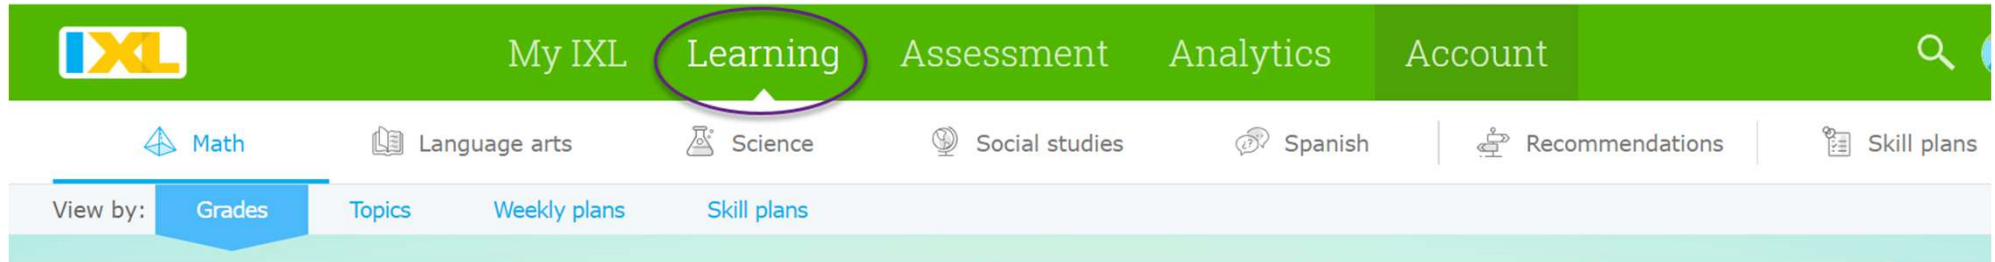 IXL My IXL Learning Assessment Analytics Account
Math Language arts Science Social studies Spanish Recommendations Skill plans
View by: Grades Topics Weekly plans Skill plans